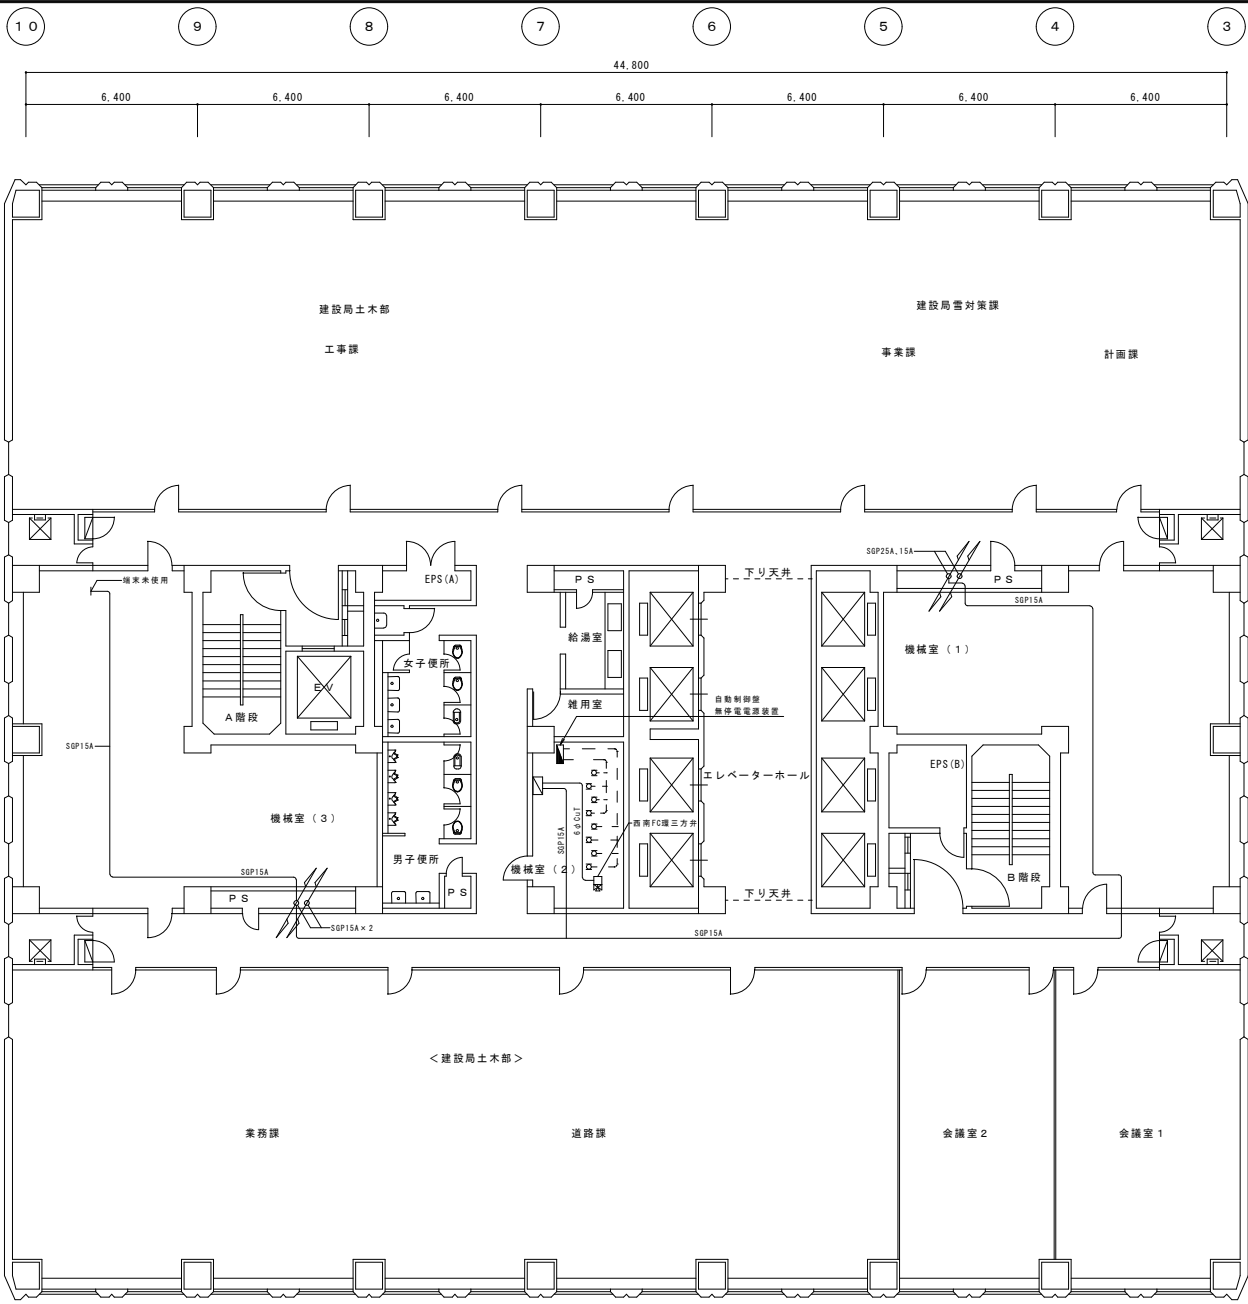 10 9 8 7 6 5 4 3
44,800
6,400 6,400 6,400 6,400 6,400 6,400 6,400
建設局土木部
工事課
建設局雪対策課
事業課
計画課
SGP25A,15A
下り天井
端末未使用
EPS(A)
PS
PS
SGP15A
給湯室
機械室(1)
女子便所
EV
雑用室
自動制御盤
無停電電源装置
A階段
SGP15A
エレベーターホール
EPS(B)
機械室(3)
6φCuT
SGP15A
西南FC還三方弁
男子便所
機械室(2)
SGP15A
B階段
PS
PS
下り天井
SGP15A×2
SGP15A
<建設局土木部>
業務課
道路課
会議室2
会議室1